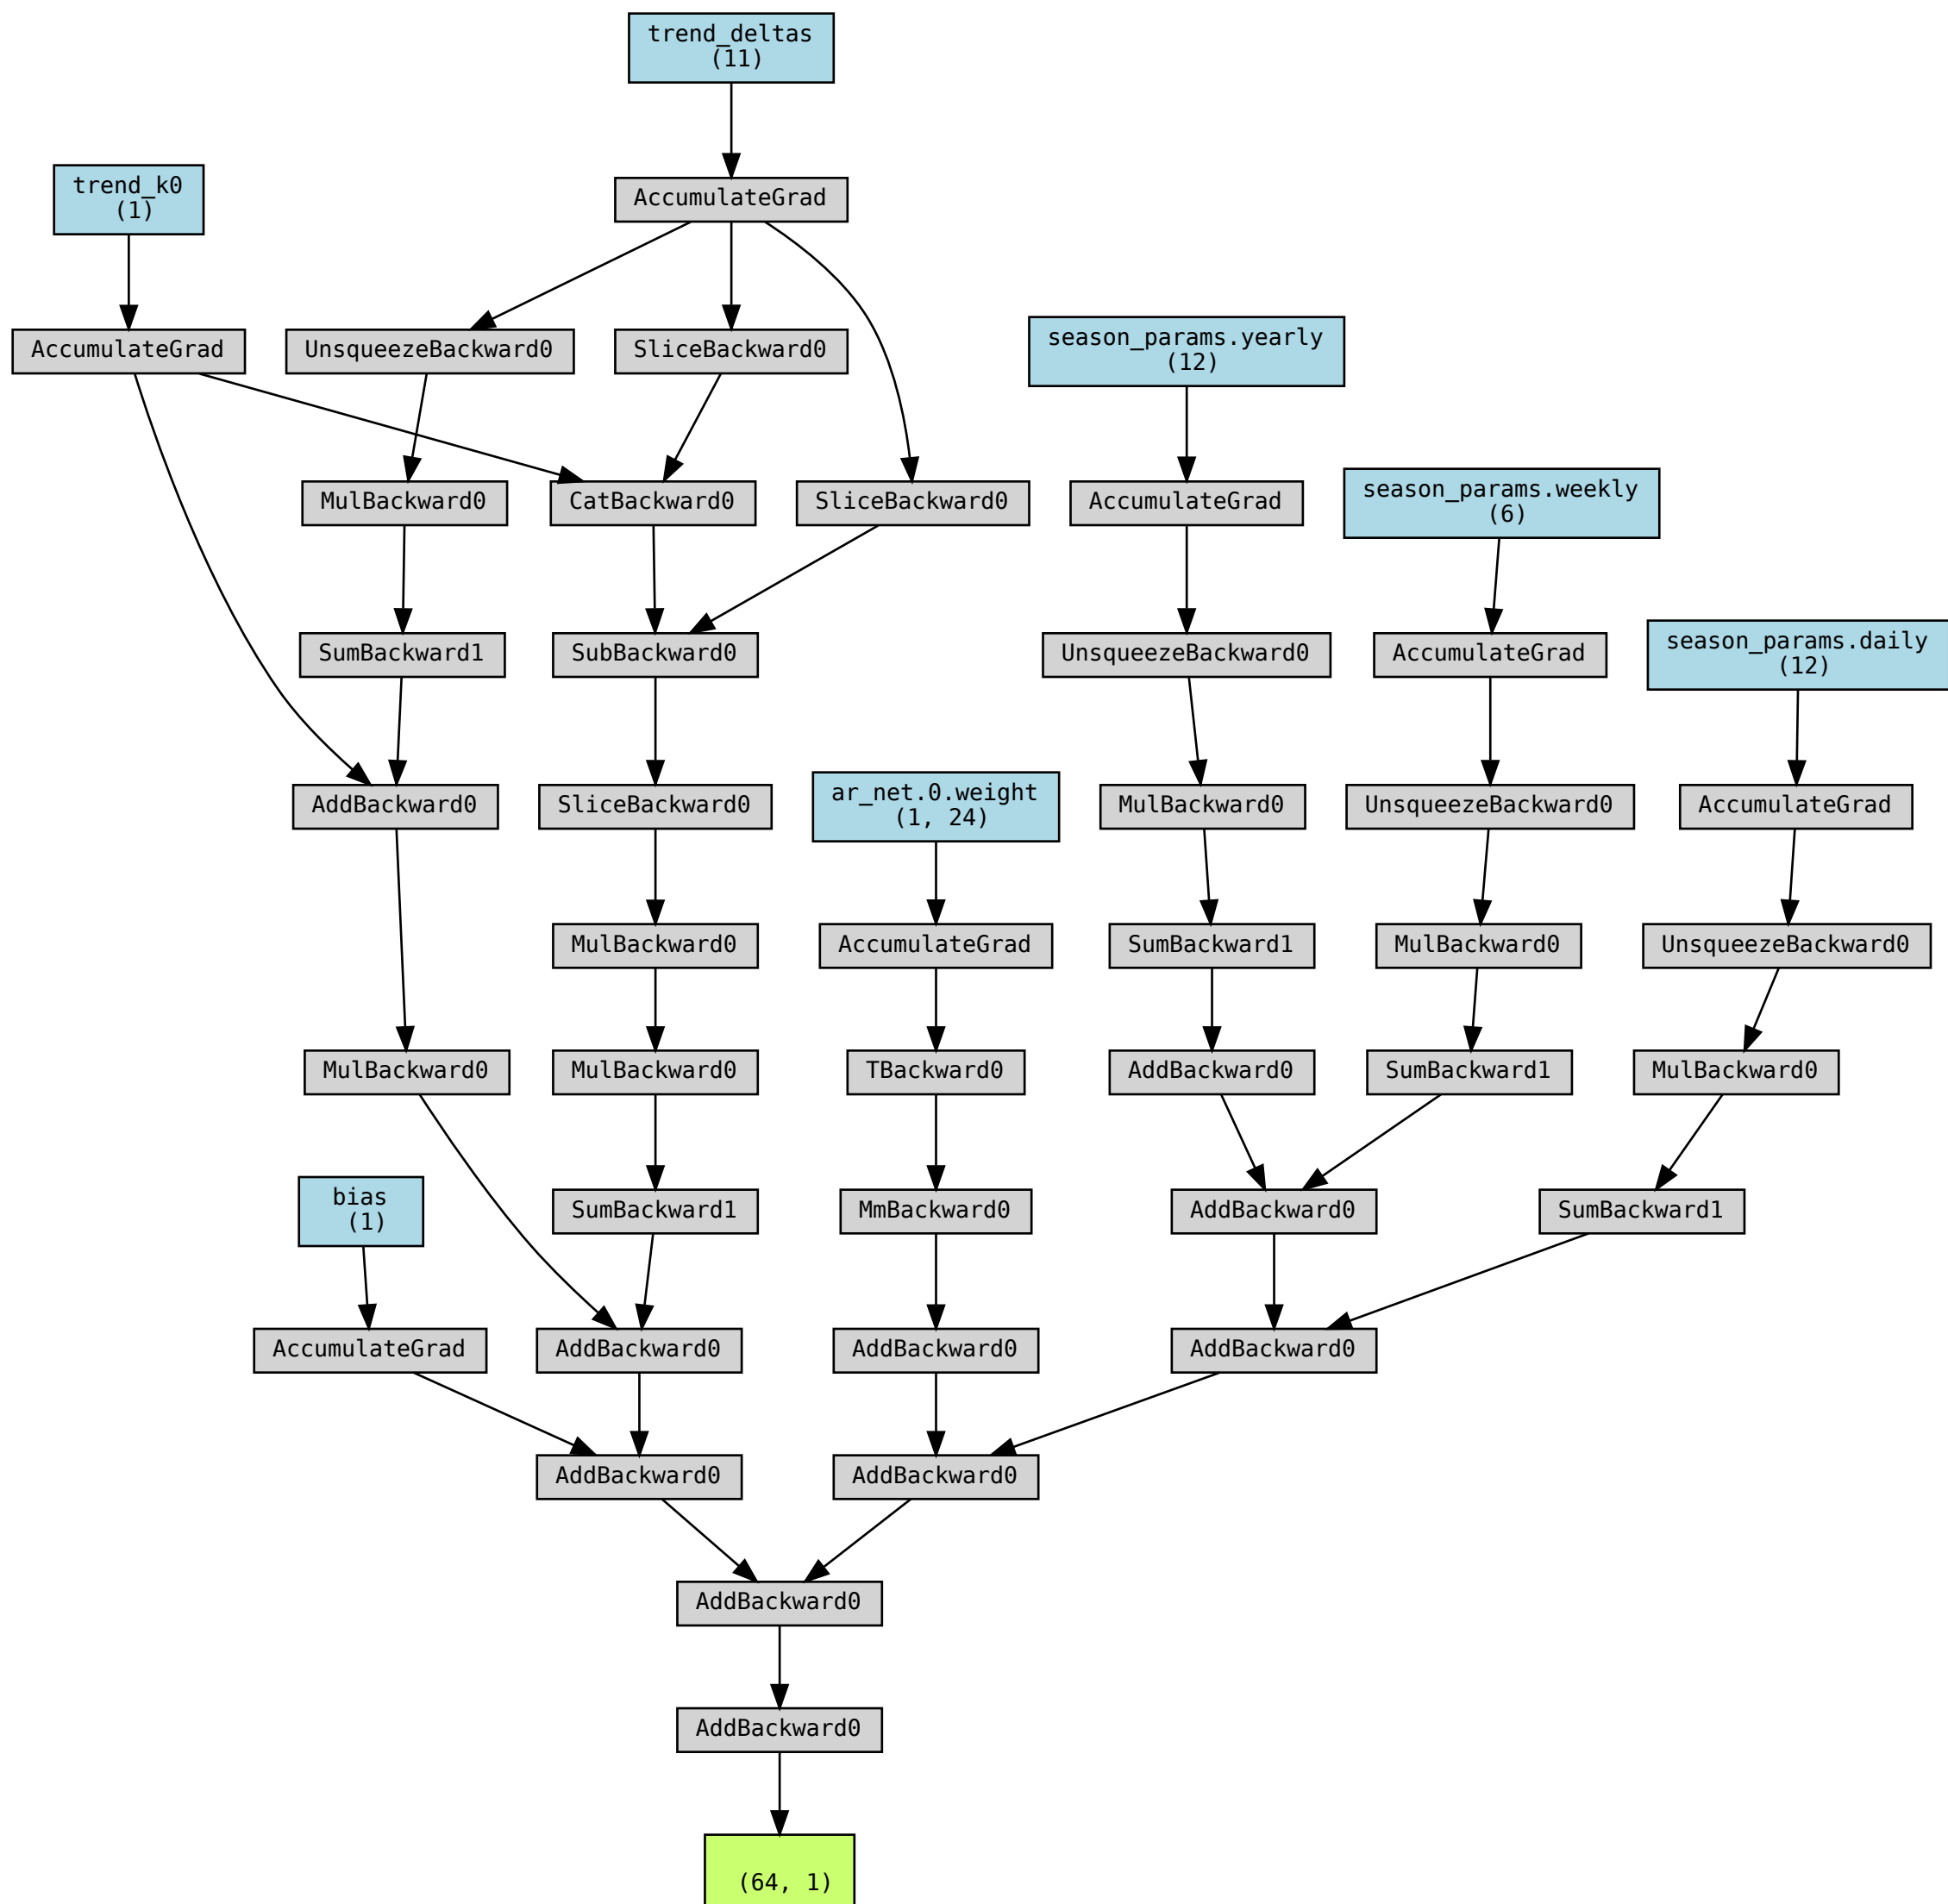 trend_deltas
(11)
trend_k0
(1)
AccumulateGrad
AccumulateGrad
UnsqueezeBackward0
SliceBackward0
season_params.yearly
(12)
MulBackward0
CatBackward0
SliceBackward0
AccumulateGrad
season_params.weekly
(6)
SumBackward1
SubBackward0
UnsqueezeBackward0
AccumulateGrad
season_params.daily
(12)
AddBackward0
SliceBackward0
ar_net.0.weight
(1, 24)
MulBackward0
UnsqueezeBackward0
AccumulateGrad
MulBackward0
AccumulateGrad
SumBackward1
MulBackward0
UnsqueezeBackward0
MulBackward0
MulBackward0
TBackward0
AddBackward0
SumBackward1
MulBackward0
bias
(1)
SumBackward1
MmBackward0
AddBackward0
SumBackward1
AccumulateGrad
AddBackward0
AddBackward0
AddBackward0
AddBackward0
AddBackward0
AddBackward0
AddBackward0
(64, 1)